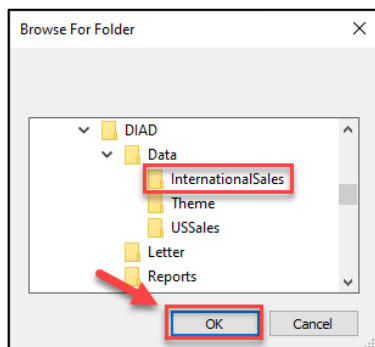 Browse For Folder
DIAD
Data
InternationalSales
Theme
USSales
Letter
Reports
OK Cancel